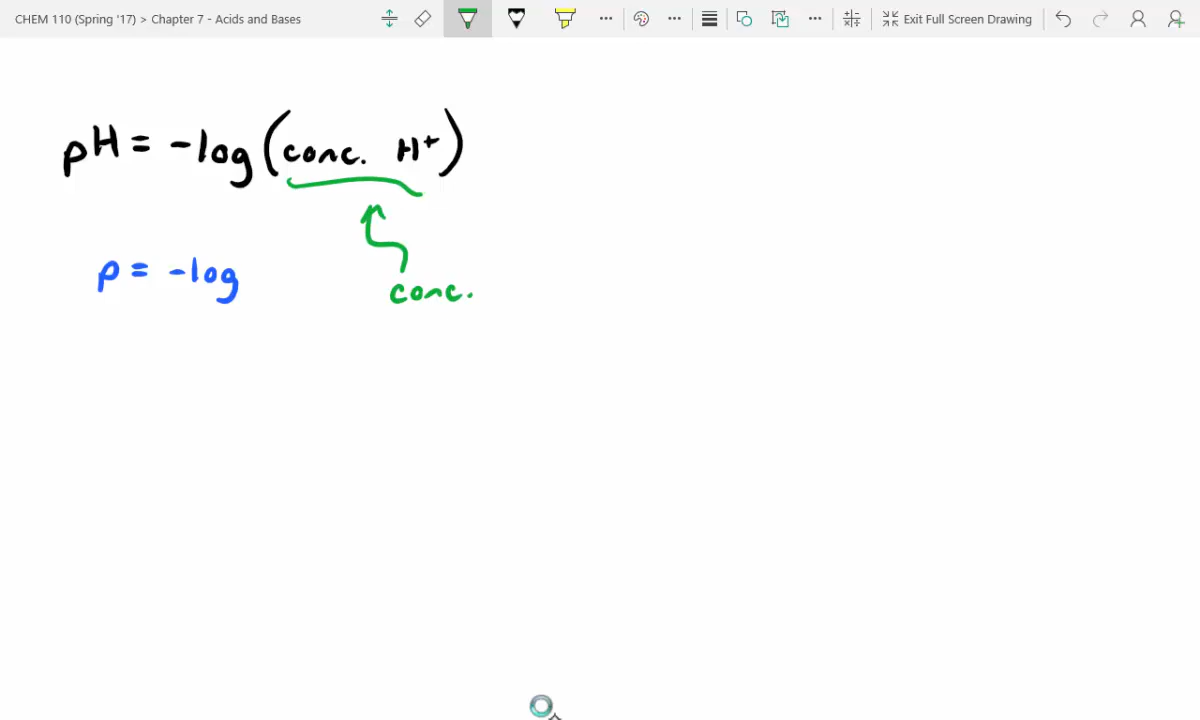 CHEM 110 (Spring '17) > Chapter 7 - Acids and Bases
Exit Full Screen Drawing
pH = -log(conc. H+)
p = -log
conc.